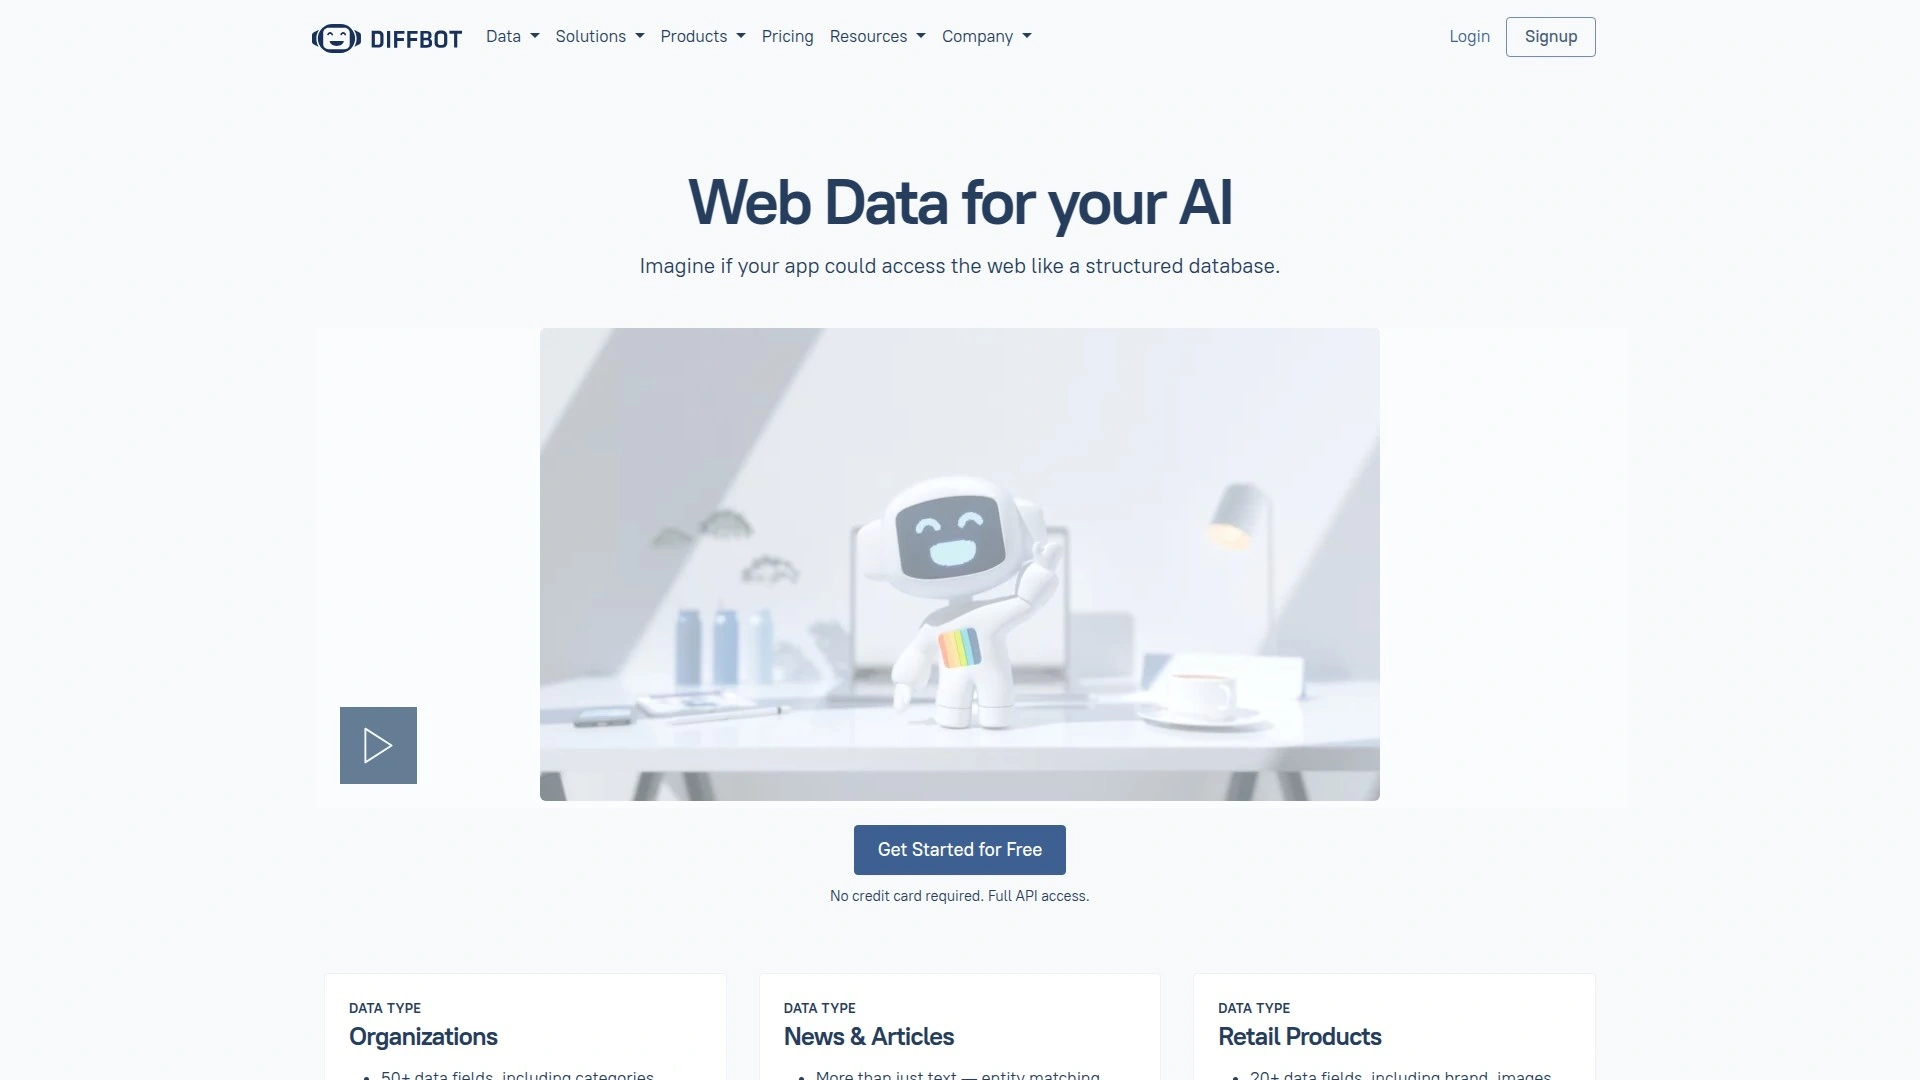 DIFFBOT Data Solutions Products Pricing Resources Company Login Signup
Web Data for your AI
Imagine if your app could access the web like a structured database.
Get Started for Free
No credit card required. Full API access.
DATA TYPE
Organizations
50+ data fields, including categories,
DATA TYPE
News & Articles
More than just text — entity matching,
DATA TYPE
Retail Products
20+ data fields, including brand, images,